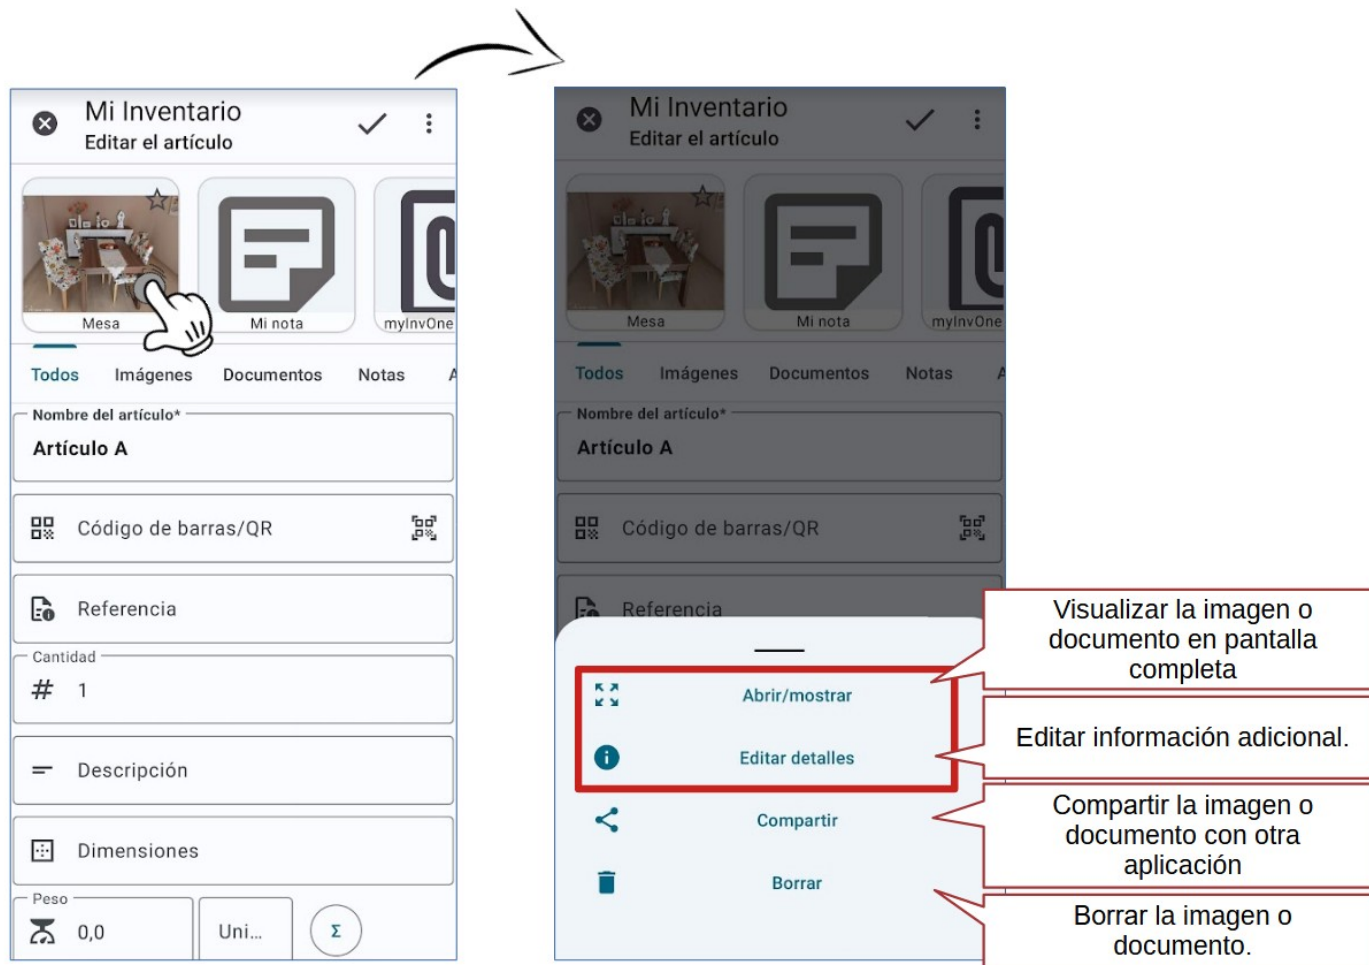 Mi Inventario
Editar el artículo
Mesa
Mi nota
myInvOne
Todos Imágenes Documentos Notas A
Nombre del artículo*
Artículo A
Código de barras/QR
Referencia
Cantidad
# 1
Descripción
Dimensiones
Peso
0,0
Uni...
Σ
Mi Inventario
Editar el artículo
Mesa
Mi nota
myInvOne
Todos Imágenes Documentos Notas A
Nombre del artículo*
Artículo A
Código de barras/QR
Referencia
Abrir/mostrar
Editar detalles
Compartir
Borrar
Visualizar la imagen o
documento en pantalla
completa
Editar información adicional.
Compartir la imagen o
documento con otra
aplicación
Borrar la imagen o
documento.